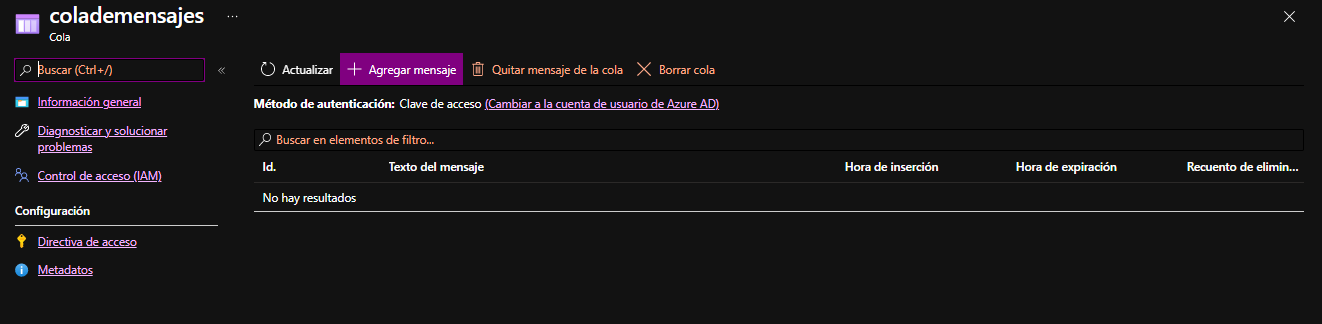 colademensajes ...
Cola
Buscar (Ctrl+/)
«
Actualizar
Agregar mensaje
Quitar mensaje de la cola
Borrar cola
Información general
Diagnosticar y solucionar
problemas
Control de acceso (IAM)
Configuración
Directiva de acceso
Metadatos
Método de autenticación: Clave de acceso (Cambiar a la cuenta de usuario de Azure AD)
Buscar en elementos de filtro...
Id. Texto del mensaje Hora de inserción Hora de expiración Recuento de elimin...
No hay resultados